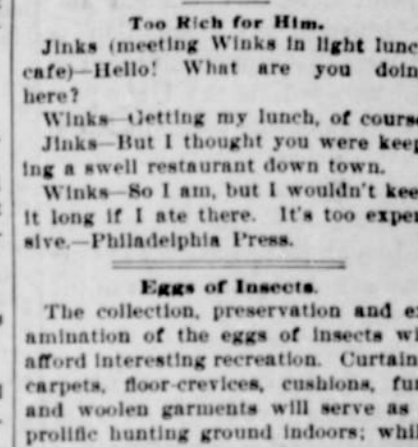 Too Rich for Him.
Jinks (meeting Winks in light lunc
cafe)—Hello! What are you doin
here?
Winks—Getting my lunch, of cours
Jinks—But I thought you were keep
ing a swell restaurant down town.
Winks—So I am, but I wouldn't kee
it long if I ate there. It's too expe
sive.—Philadelphia Press.
Eggs of Insects.
The collection, preservation and e
amination of the eggs of insects wi
afford interesting recreation. Curtain
carpets, floor-crevices, cushions, fu
and woolen garments will serve as
prolific hunting ground indoors; whi